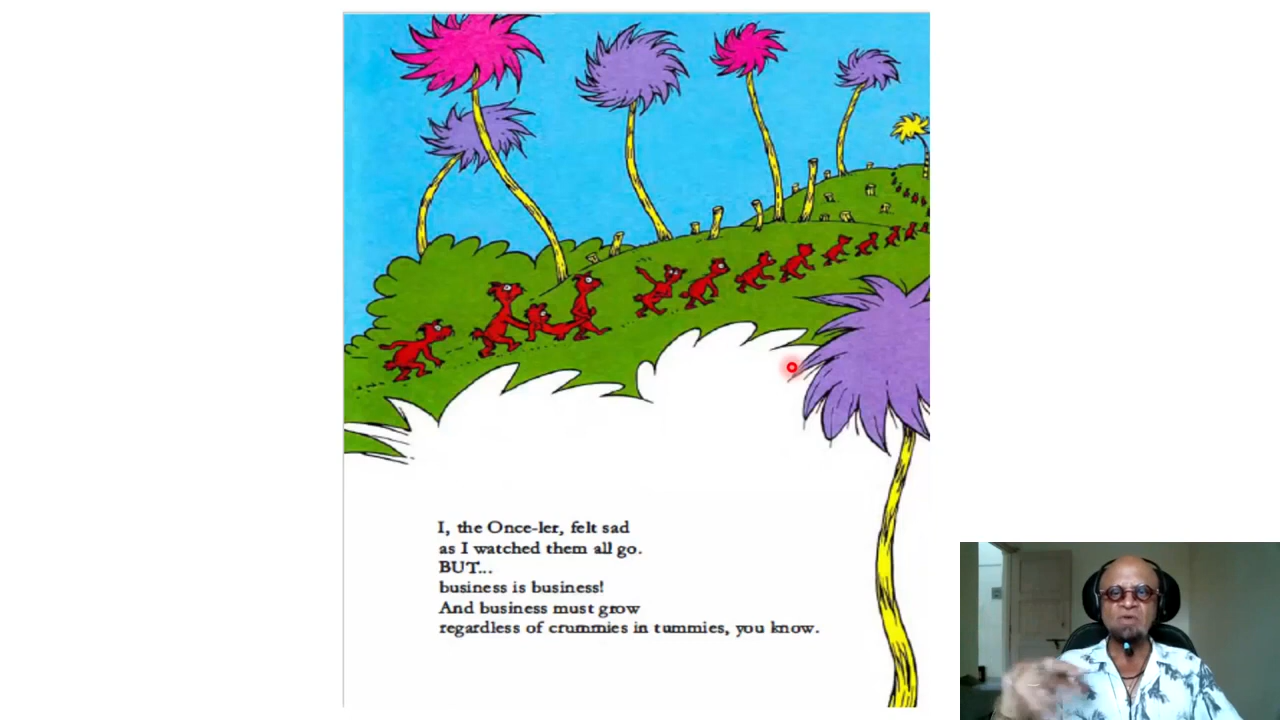 I, the Once-ler, felt sad
as I watched them all go.
BUT...
business is business!
And business must grow
regardless of crummies in tummies, you know.